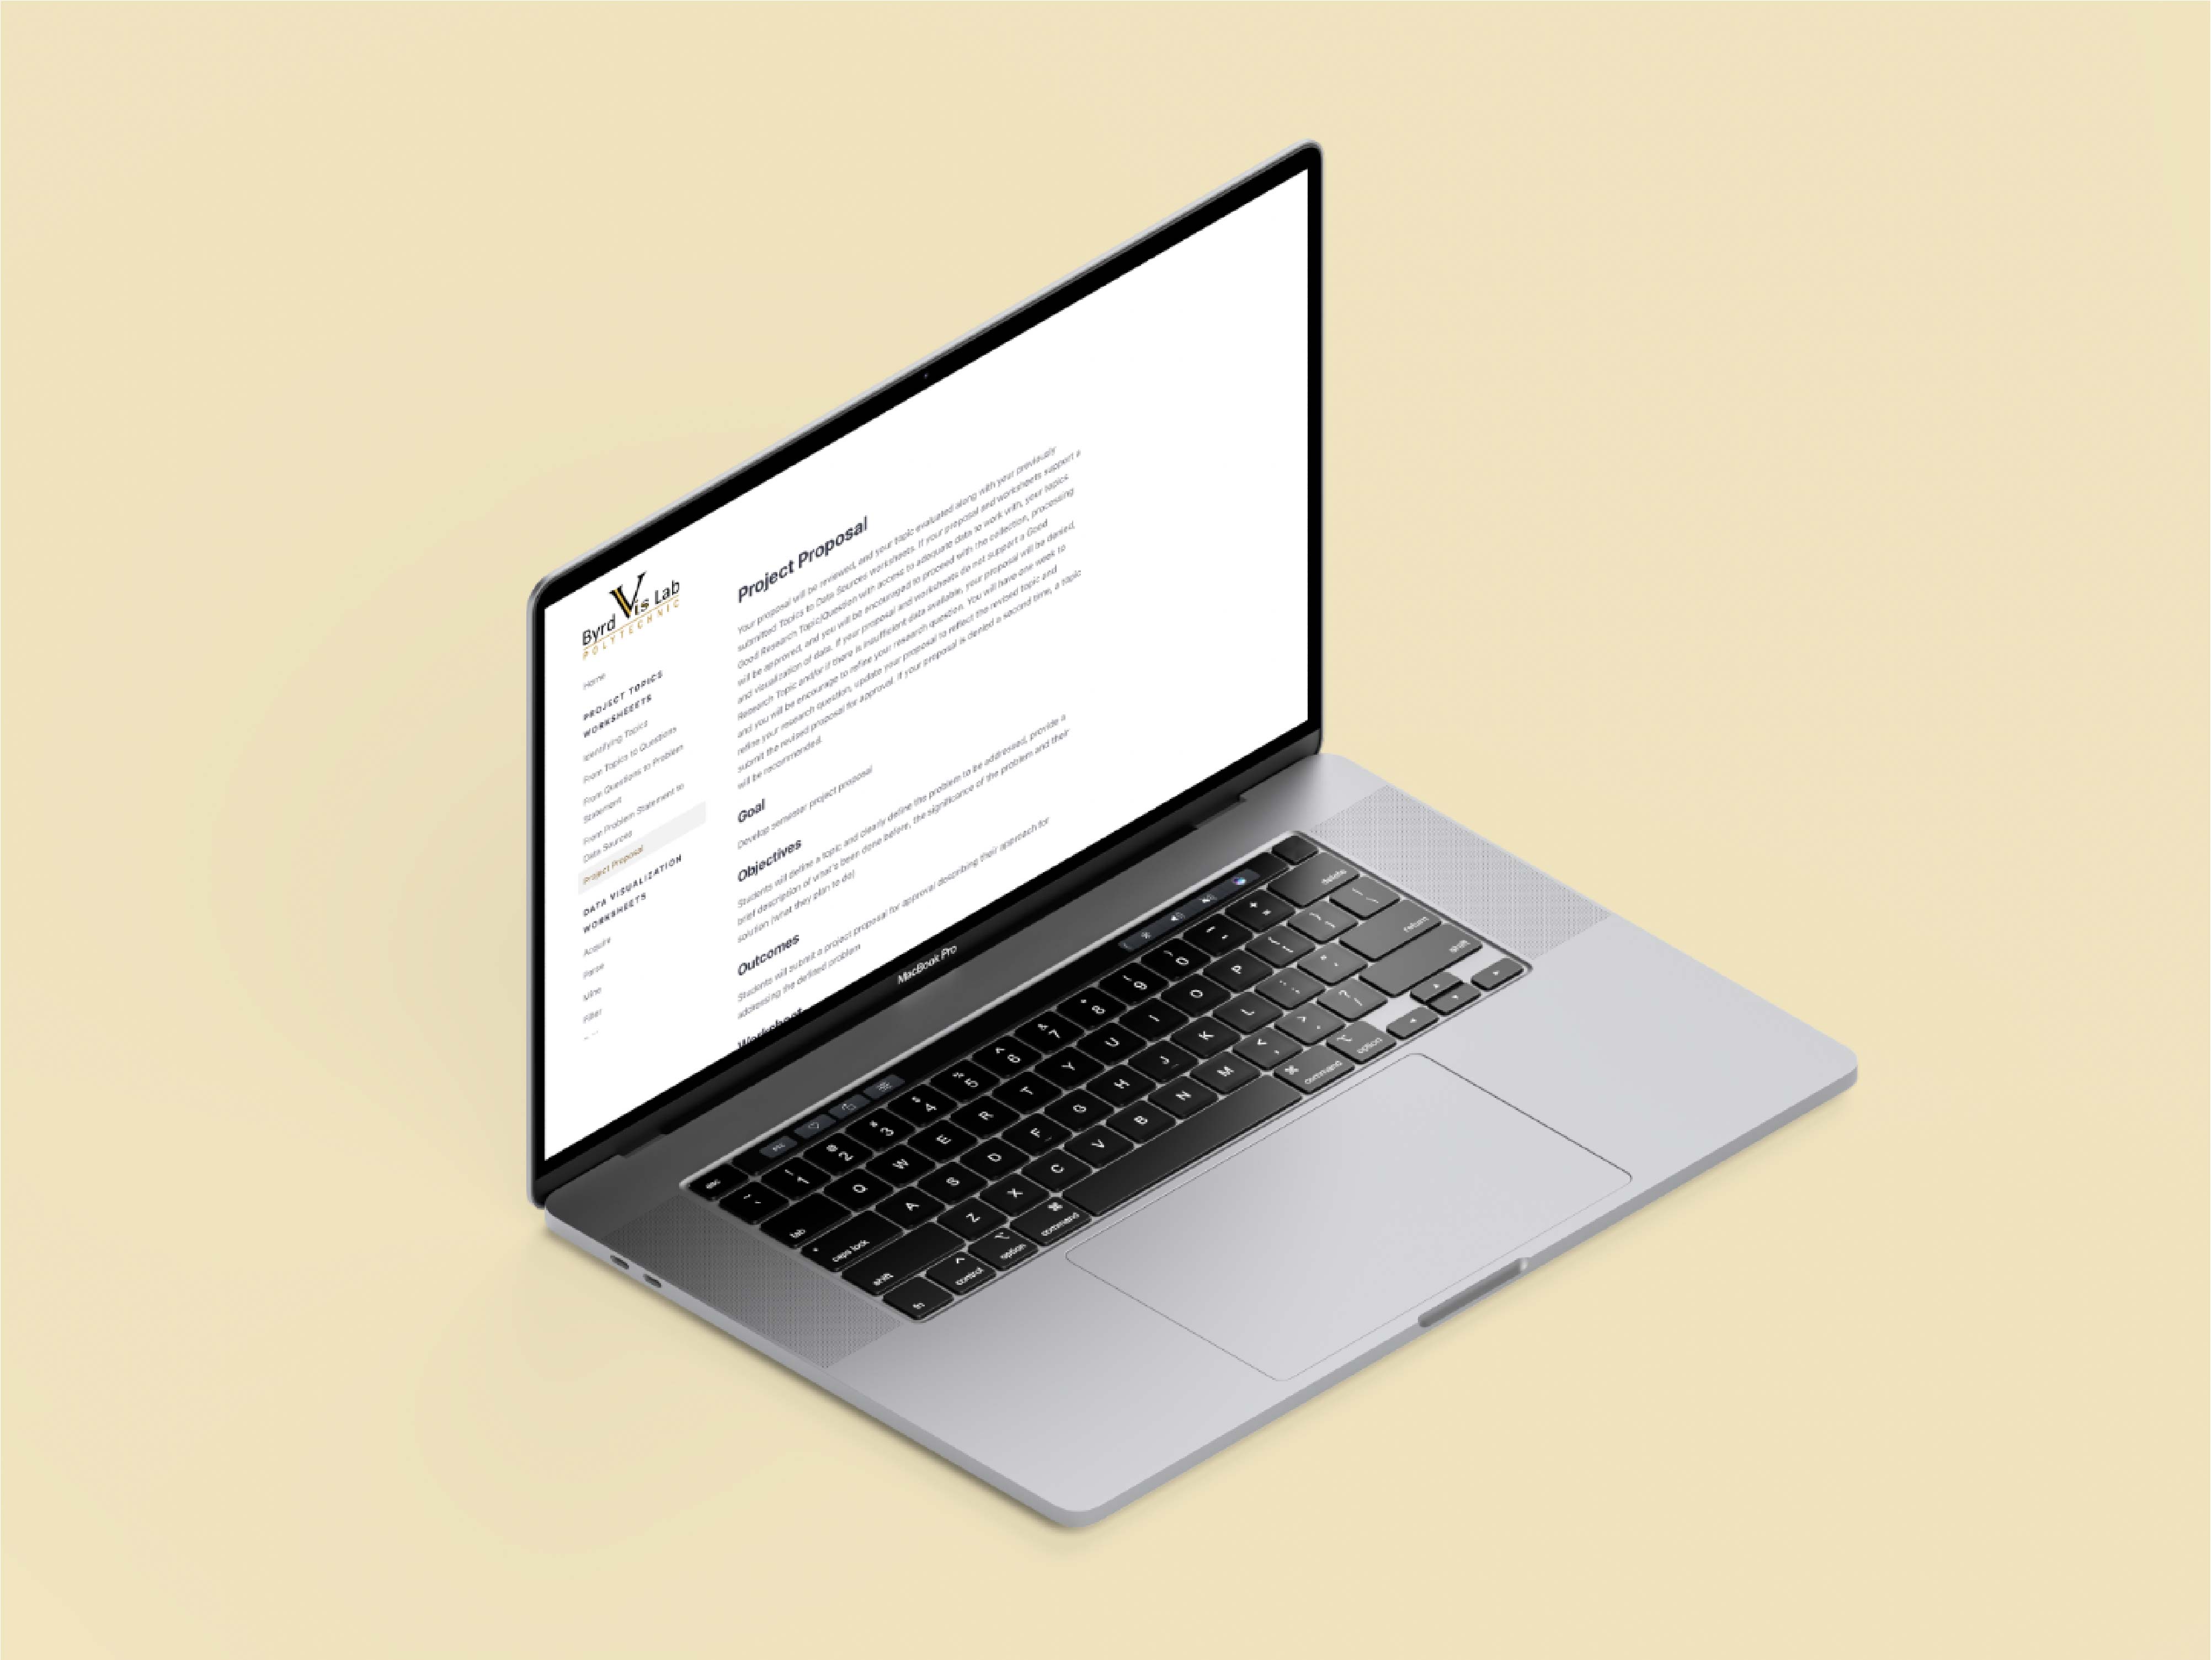 Byrd Vis Lab
POLYTECHNIC
Home
PROJECT TOPICS
WORKSHEEETS
Identifying Topics
From Topics to Questions
From Questions to Problem
Statement
From Problem Statement to
Data Sources
Project Proposal
DATA VISUALIZATION
WORKSHEETS
Acquire
Parse
Mine
Filter
Project Proposal
Your proposal will be reviewed, and your topic evaluated along with your previously
submitted Topics to Data Sources worksheets. If your proposal and worksheets support a
Good Research Topic/Question with access to adequate data to work with, your topics
will be approved, and you will be encouraged to proceed with the collection, processing
and visualization of data. If your proposal and worksheets do not support a Good
Research Topic and/or if there is insufficient data available, your proposal will be denied,
and you will be encourage to refine your research question. You will have one week to
refine your research question, update your proposal to reflect the revised topic and
submit the revised proposal for approval. If your proposal is denied a second time, a topic
will be recommended.
Goal
Develop semester project proposal
Objectives
Students will define a topic and clearly define the problem to be addressed, provide a
brief description of what's been done before, the significance of the problem and their
solution (what they plan to do)
Outcomes
Students will submit a project proposal for approval describing their approach for
addressing the defined problem
Worksheet
MacBook Pro
esc
~ `
! 1
@ 2
# 3
$ 4
% 5
^ 6
& 7
* 8
( 9
) 0
_ -
+ =
delete
tab
Q W E R T Y U I O P { [ } ] | \
caps lock
A S D F G H J K L : ; " '
return
shift
Z X C V B N M < , > . ? /
shift
fn
^ control
⌥ option
⌘ command
⌘ command
⌥ option